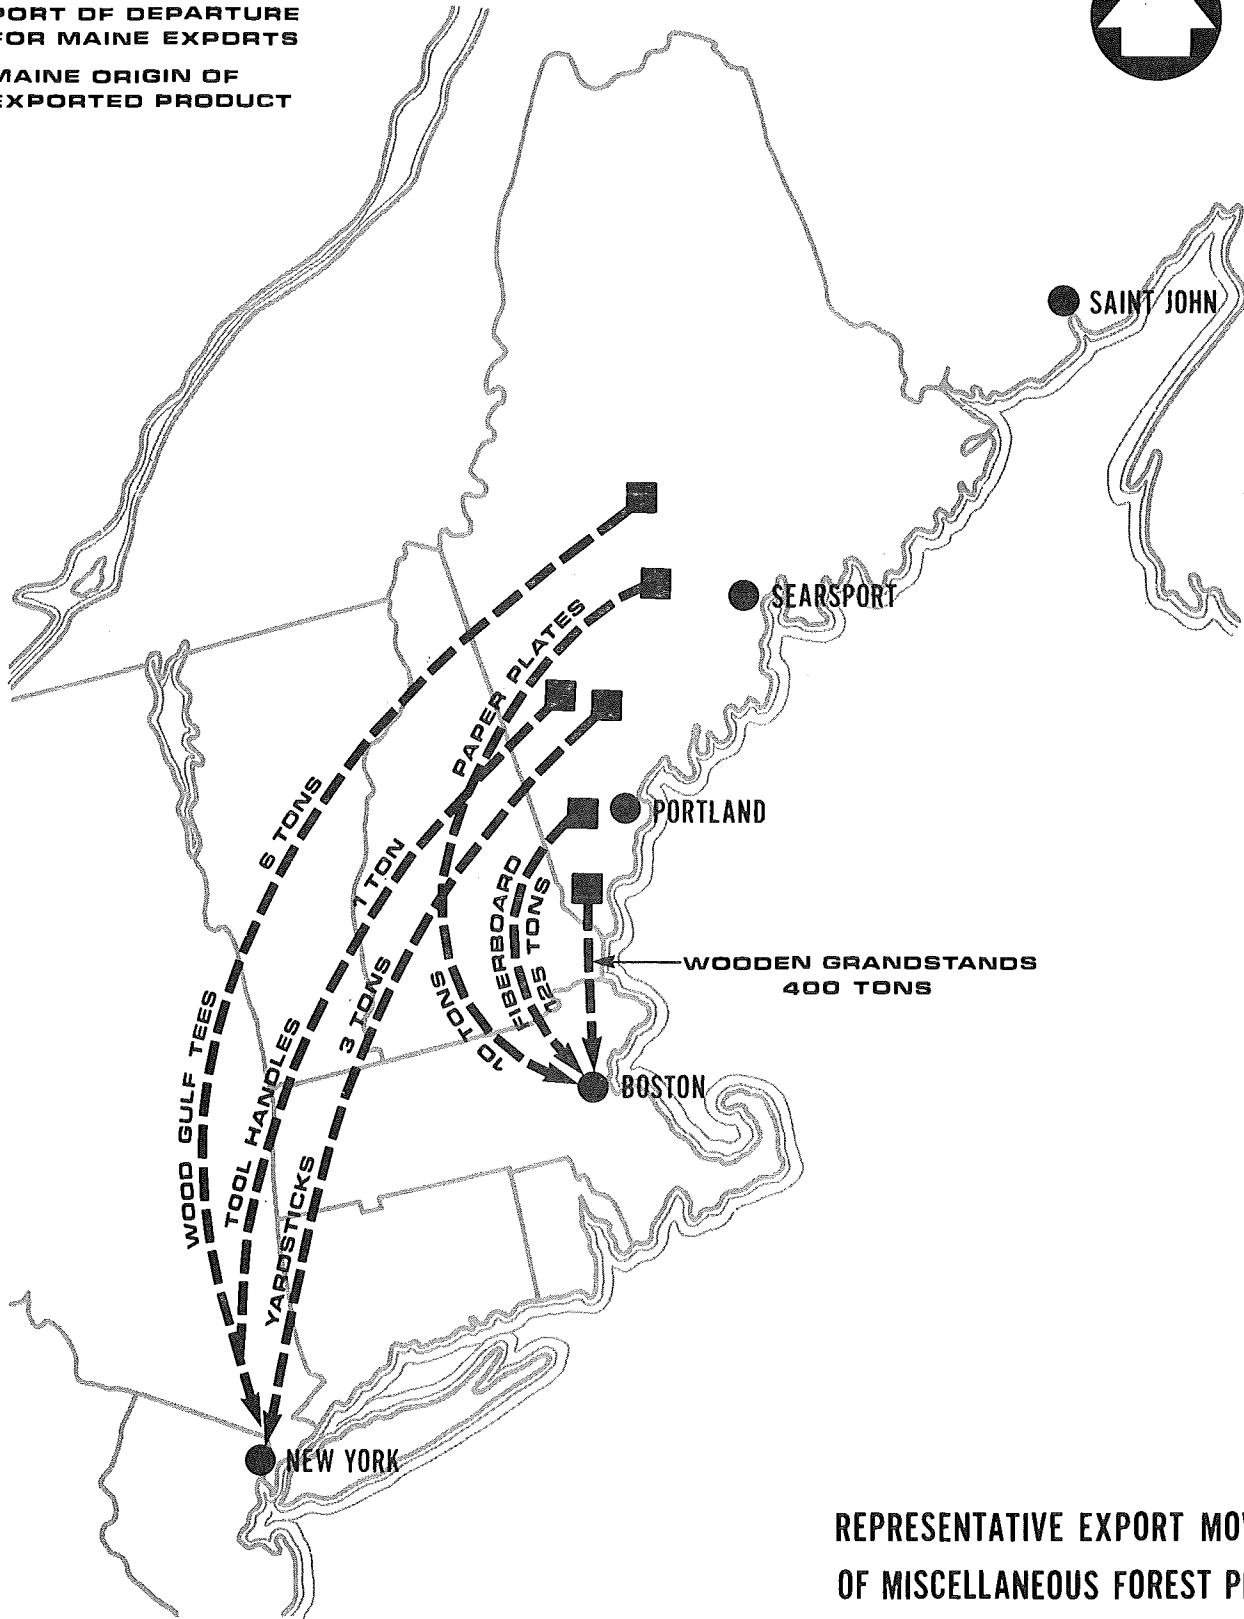 PORT OF DEPARTURE
FOR MAINE EXPORTS
MAINE ORIGIN OF
EXPORTED PRODUCT
SAINT JOHN
SEARSPORT
PAPER PLATES
6 TONS
PORTLAND
1 TON
FIBERBOARD
125 TONS
3 TONS
10 TONS
WOODEN GRANDSTANDS
400 TONS
WOOD GULF TEES
TOOL HANDLES
BOSTON
YARDSTICKS
NEW YORK
REPRESENTATIVE EXPORT MOV
OF MISCELLANEOUS FOREST P